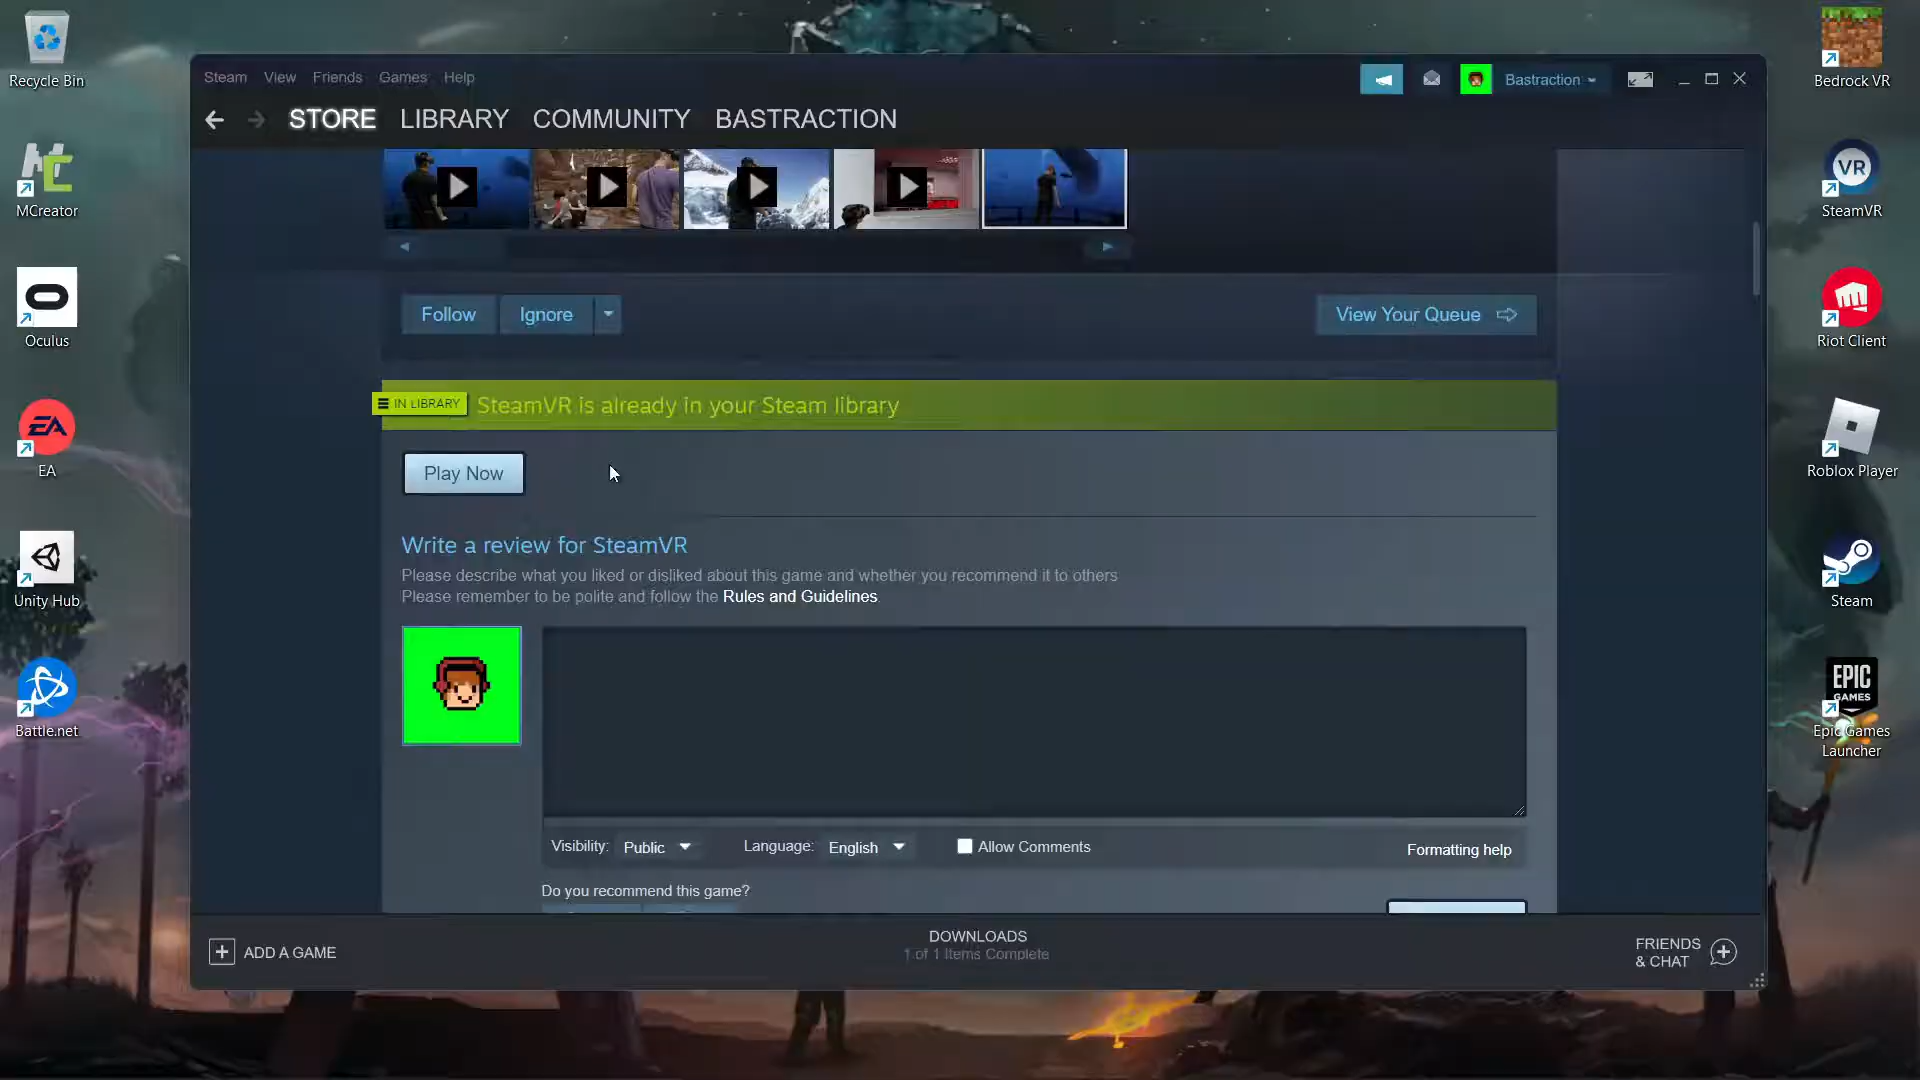 Recycle Bin
MCreator
Oculus
EA
EA
Unity Hub
Battle.net
Steam View Friends Games Help
Bastraction
STORE LIBRARY COMMUNITY BASTRACTION
Follow
Ignore
View Your Queue
IN LIBRARY
SteamVR is already in your Steam library
Play Now
Write a review for SteamVR
Please describe what you liked or disliked about this game and whether you recommend it to others
Please remember to be polite and follow the Rules and Guidelines.
Visibility: Public
Language: English
Allow Comments
Formatting help
Do you recommend this game?
ADD A GAME
DOWNLOADS
1 of 1 Items Complete
FRIENDS
& CHAT
Bedrock VR
VR
SteamVR
Riot Client
Roblox Player
Steam
EPIC
GAMES
Epic Games
Launcher